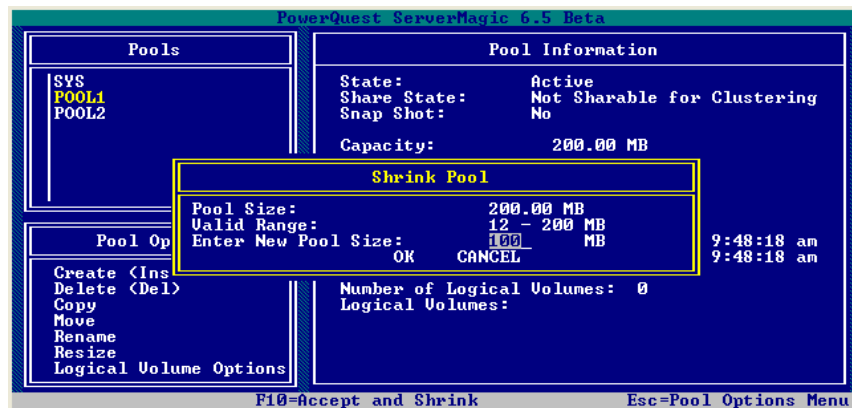 PowerQuest ServerMagic 6.5 Beta
Pools
SYS
POOL1
POOL2
Pool Information
State: Active
Share State: Not Sharable for Clustering
Snap Shot: No
Capacity: 200.00 MB
Shrink Pool
Pool Size: 200.00 MB
Valid Range: 12 - 200 MB
Enter New Pool Size: 100_ MB
OK CANCEL
9:48:18 am
9:48:18 am
Pool Op
Create (Ins
Delete (Del)
Copy
Move
Rename
Resize
Logical Volume Options
Number of Logical Volumes: 0
Logical Volumes:
F10=Accept and Shrink Esc=Pool Options Menu